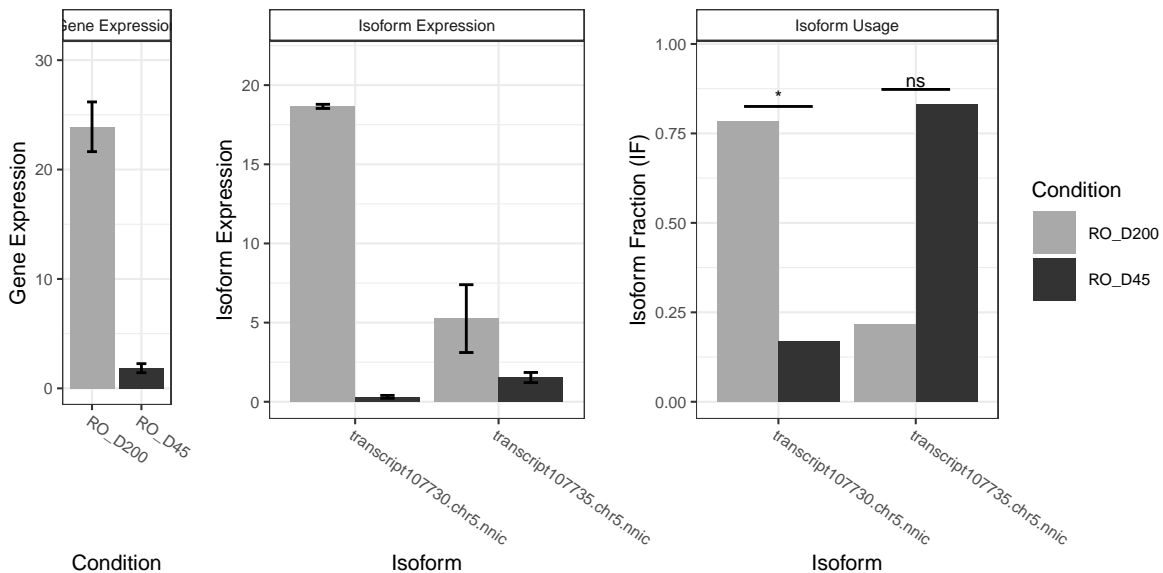 Gene Expression
Isoform Expression
Isoform Usage
Gene Expression
30
20
10
0
RO_D200
RO_D45
Condition
Isoform Expression
20
15
10
5
0
transcript107730.chr5.nnic
transcript107735.chr5.nnic
Isoform
Isoform Fraction (IF)
1.00
0.75
0.50
0.25
0.00
*
ns
transcript107730.chr5.nnic
transcript107735.chr5.nnic
Isoform
Condition
RO_D200
RO_D45